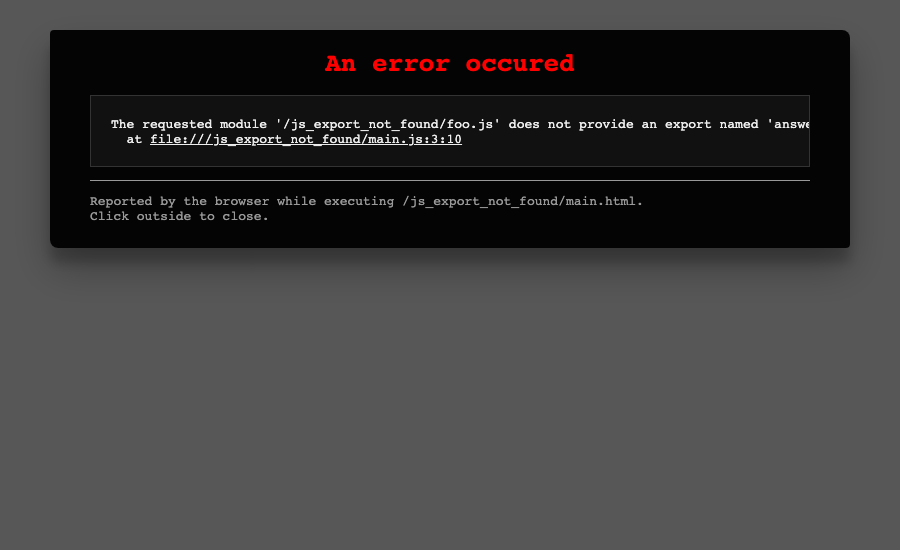 An error occured
The requested module '/js_export_not_found/foo.js' does not provide an export named 'answe
at file:///js_export_not_found/main.js:3:10
Reported by the browser while executing /js_export_not_found/main.html.
Click outside to close.